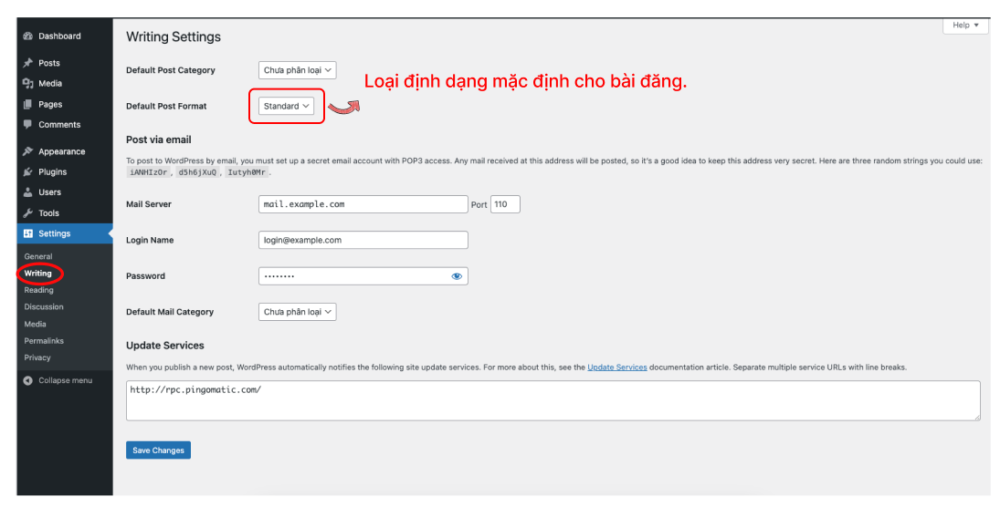 Help ▼
Dashboard
Posts
Media
Pages
Comments
Appearance
Plugins
Users
Tools
Settings
General
Writing
Reading
Discussion
Media
Permalinks
Privacy
Collapse menu
Writing Settings
Default Post Category Chưa phân loại
Loại định dạng mặc định cho bài đăng.
Default Post Format Standard
Post via email
To post to WordPress by email, you must set up a secret email account with POP3 access. Any mail received at this address will be posted, so it's a good idea to keep this address very secret. Here are three random strings you could use:
iANHIzOr , d5h6jXuQ , Iutyh0Mr .
Mail Server mail.example.com Port 110
Login Name login@example.com
Password ········
Default Mail Category Chưa phân loại
Update Services
When you publish a new post, WordPress automatically notifies the following site update services. For more about this, see the Update Services documentation article. Separate multiple service URLs with line breaks.
http://rpc.pingomatic.com/
Save Changes